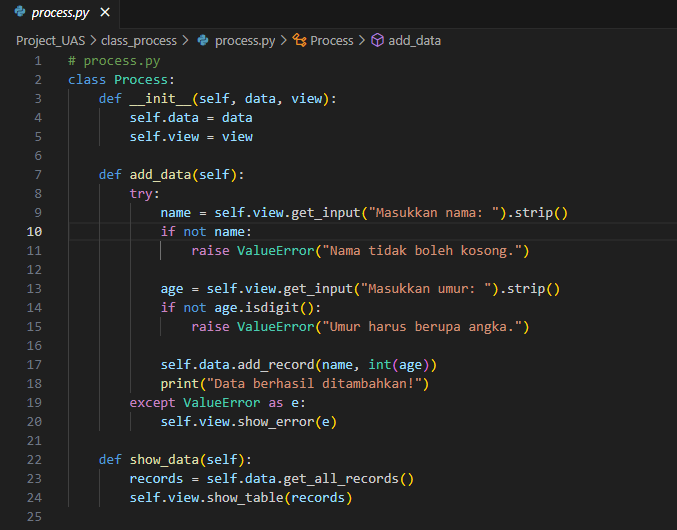 process.py ×
Project_UAS > class_process > process.py > Process > add_data
1 # process.py
2 class Process:
3     def __init__(self, data, view):
4         self.data = data
5         self.view = view
6
7     def add_data(self):
8         try:
9             name = self.view.get_input("Masukkan nama: ").strip()
10             if not name:
11                 raise ValueError("Nama tidak boleh kosong.")
12
13             age = self.view.get_input("Masukkan umur: ").strip()
14             if not age.isdigit():
15                 raise ValueError("Umur harus berupa angka.")
16
17             self.data.add_record(name, int(age))
18             print("Data berhasil ditambahkan!")
19         except ValueError as e:
20             self.view.show_error(e)
21
22     def show_data(self):
23         records = self.data.get_all_records()
24         self.view.show_table(records)
25